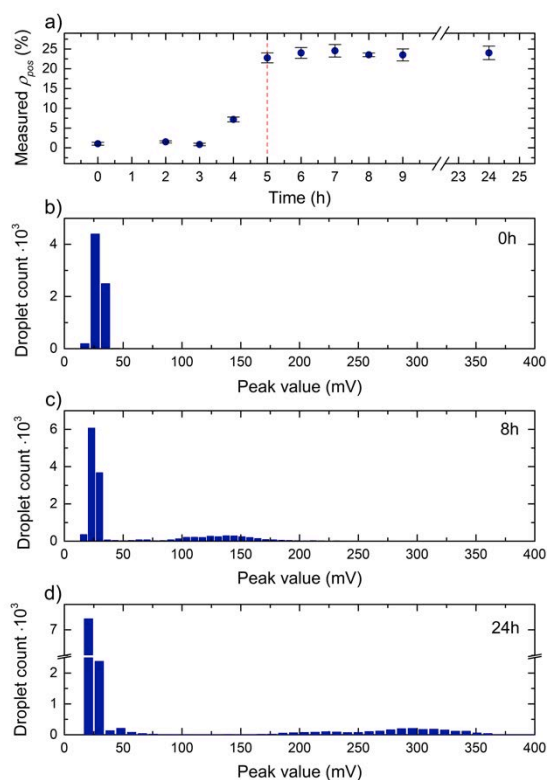 a)
Measured ρpos (%)
25
20
15
10
5
0
0 1 2 3 4 5 6 7 8 9 23 24 25
Time (h)
b)
Droplet count ·10³
4
2
0
0h
0 50 100 150 200 250 300 350 400
Peak value (mV)
c)
Droplet count ·10³
6
4
2
0
8h
0 50 100 150 200 250 300 350 400
Peak value (mV)
d)
Droplet count ·10³
7
2
1
0
24h
0 50 100 150 200 250 300 350 400
Peak value (mV)